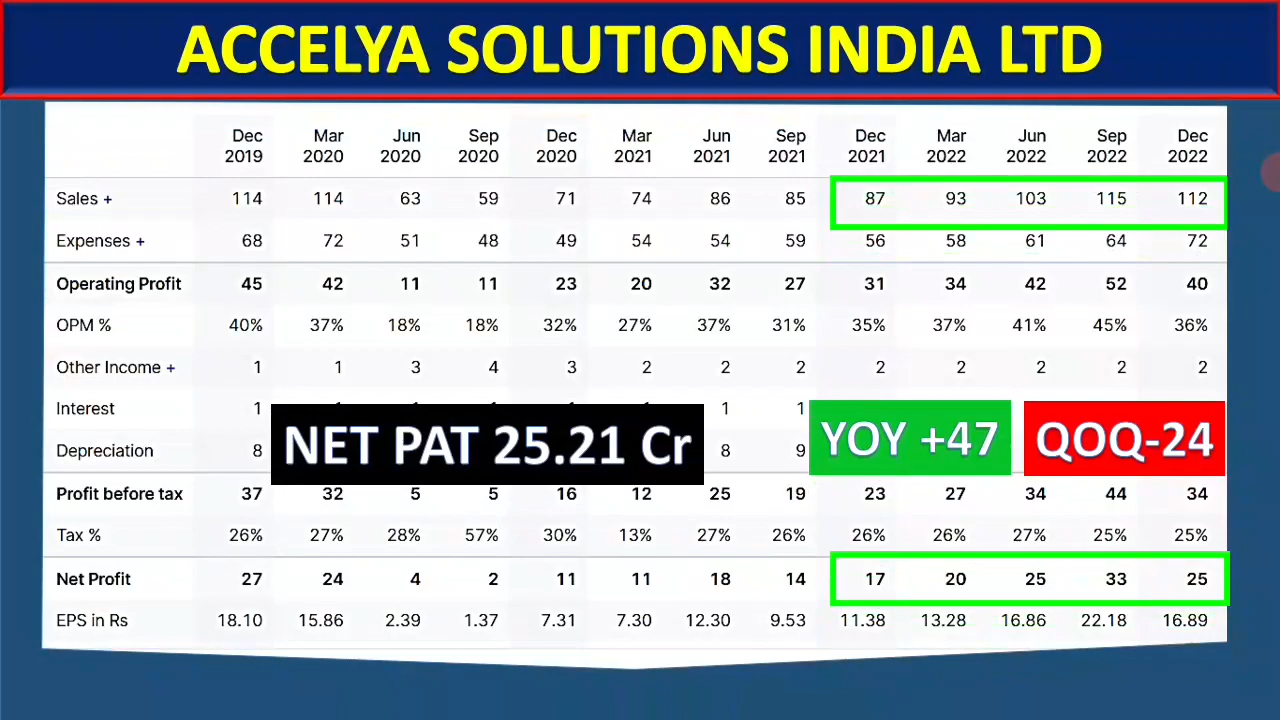 ACCELYA SOLUTIONS INDIA LTD
Dec 2019 Mar 2020 Jun 2020 Sep 2020 Dec 2020 Mar 2021 Jun 2021 Sep 2021 Dec 2021 Mar 2022 Jun 2022 Sep 2022 Dec 2022
Sales + 114 114 63 59 71 74 86 85 87 93 103 115 112
Expenses + 68 72 51 48 49 54 54 59 56 58 61 64 72
Operating Profit 45 42 11 11 23 20 32 27 31 34 42 52 40
OPM % 40% 37% 18% 18% 32% 27% 37% 31% 35% 37% 41% 45% 36%
Other Income + 1 1 3 4 3 2 2 2 2 2 2 2 2
Interest 1 1 1
Depreciation 8 8 9
NET PAT 25.21 Cr YOY +47 QOQ-24
Profit before tax 37 32 5 5 16 12 25 19 23 27 34 44 34
Tax % 26% 27% 28% 57% 30% 13% 27% 26% 26% 26% 27% 25% 25%
Net Profit 27 24 4 2 11 11 18 14 17 20 25 33 25
EPS in Rs 18.10 15.86 2.39 1.37 7.31 7.30 12.30 9.53 11.38 13.28 16.86 22.18 16.89